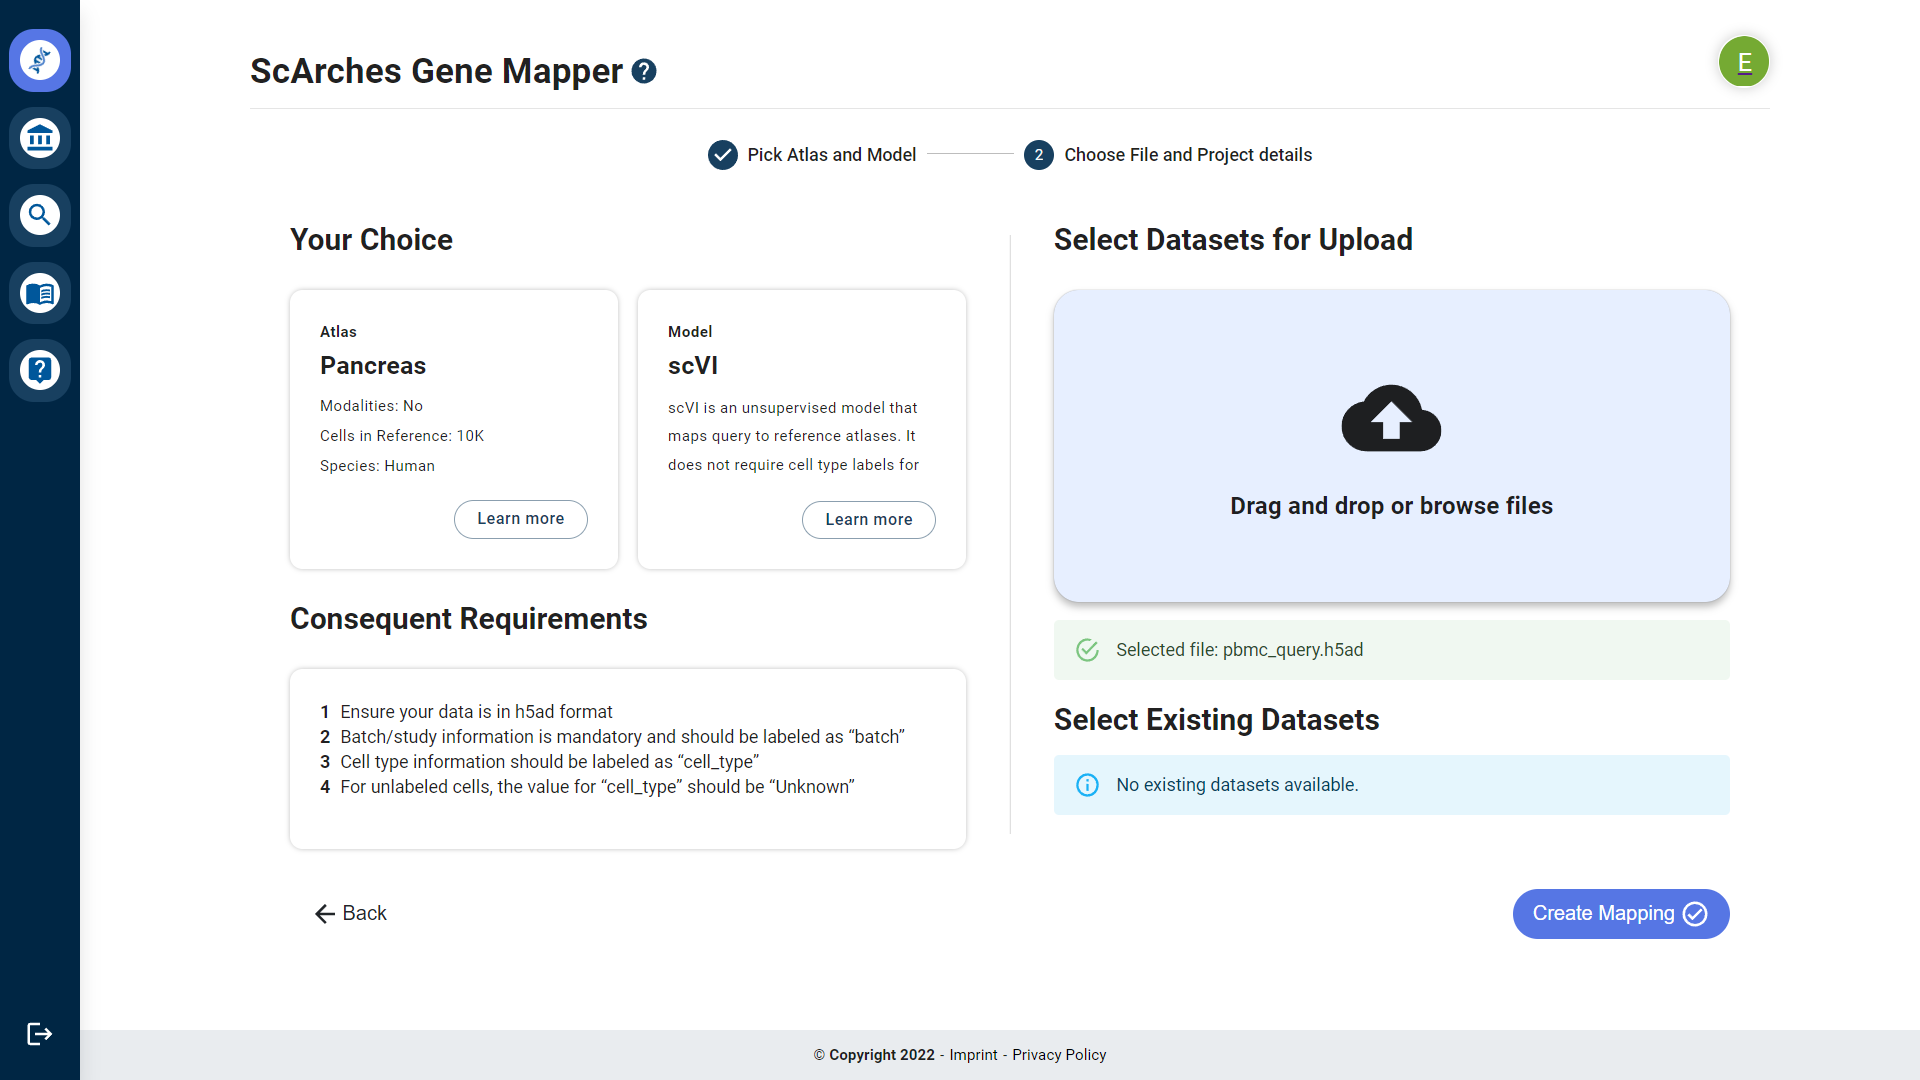 ScArches Gene Mapper ?
E
Pick Atlas and Model
2 Choose File and Project details
Your Choice
Atlas
Pancreas
Modalities: No
Cells in Reference: 10K
Species: Human
Learn more
Model
scVI
scVI is an unsupervised model that
maps query to reference atlases. It
does not require cell type labels for
Learn more
Consequent Requirements
1 Ensure your data is in h5ad format
2 Batch/study information is mandatory and should be labeled as “batch”
3 Cell type information should be labeled as “cell_type”
4 For unlabeled cells, the value for “cell_type” should be “Unknown”
Back
Select Datasets for Upload
Drag and drop or browse files
Selected file: pbmc_query.h5ad
Select Existing Datasets
No existing datasets available.
Create Mapping
© Copyright 2022 - Imprint - Privacy Policy